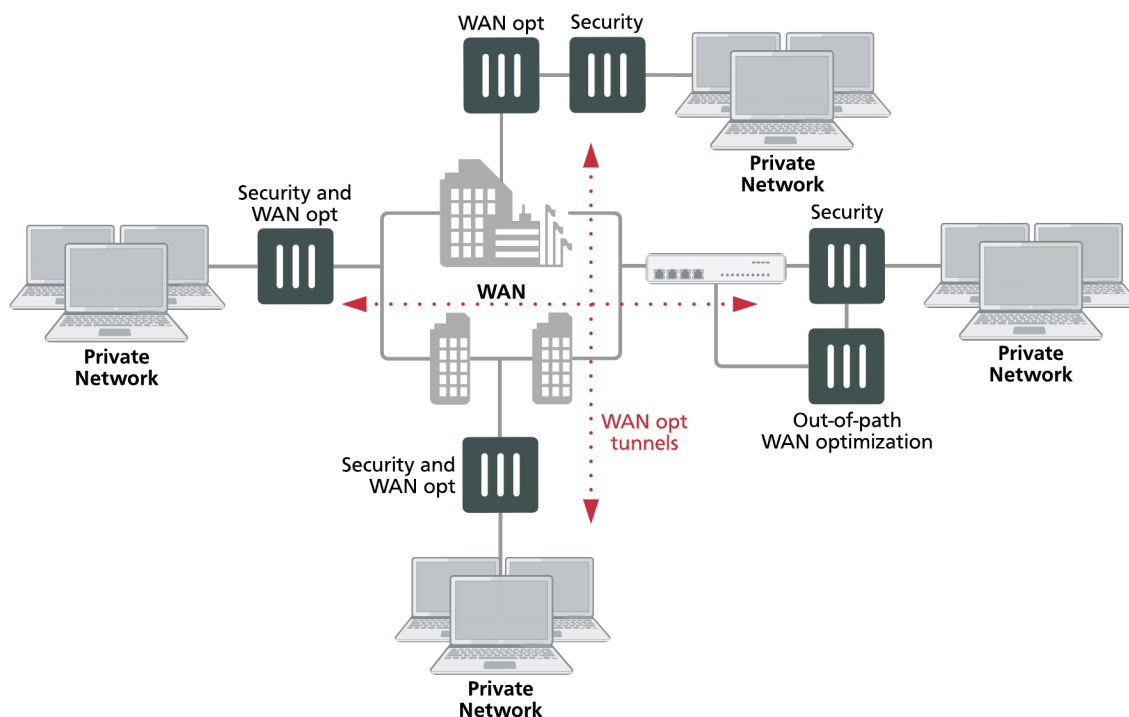 WAN opt
Security
Private
Network
Security and
WAN opt
Security
WAN
Private
Network
Private
Network
Out-of-path
WAN optimization
WAN opt
tunnels
Security and
WAN opt
Private
Network